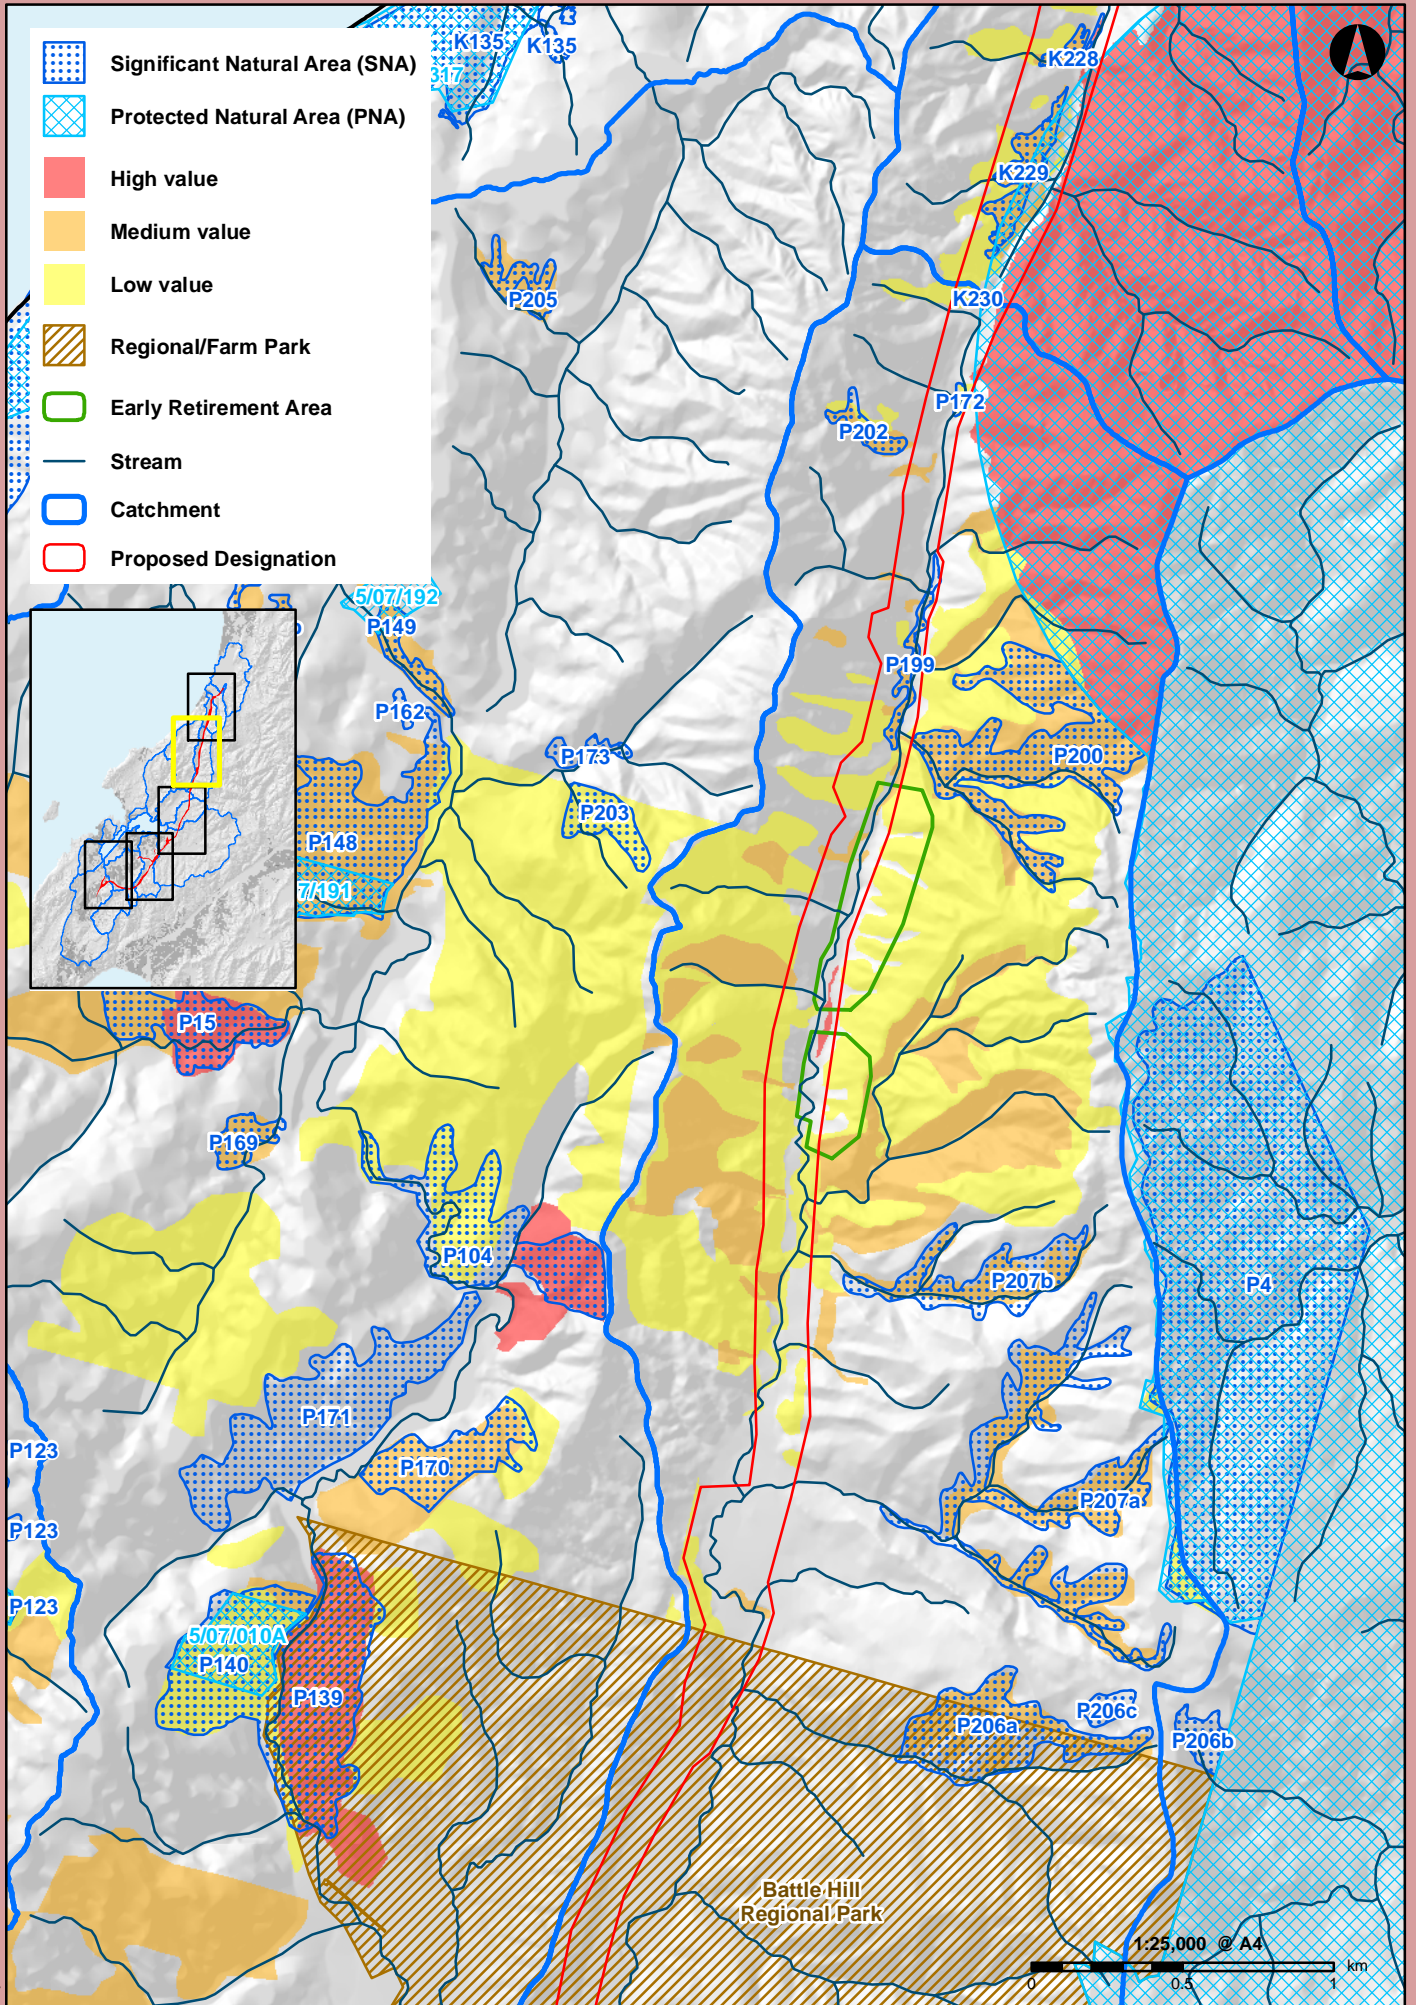 Significant Natural Area (SNA)
Protected Natural Area (PNA)
High value
Medium value
Low value
Regional/Farm Park
Early Retirement Area
Stream
Catchment
Proposed Designation
K135
K135
317
K228
K229
K230
P205
P172
P202
5/07/192
P149
P199
P162
P173
P200
P203
P148
7/191
P15
P169
P104
P207b
P4
P171
P123
P170
P207a
P123
P123
5/07/010A
P140
P139
P206c
P206a
P206b
Battle Hill
Regional Park
1:25,000 @ A4
km
0
0.5
1